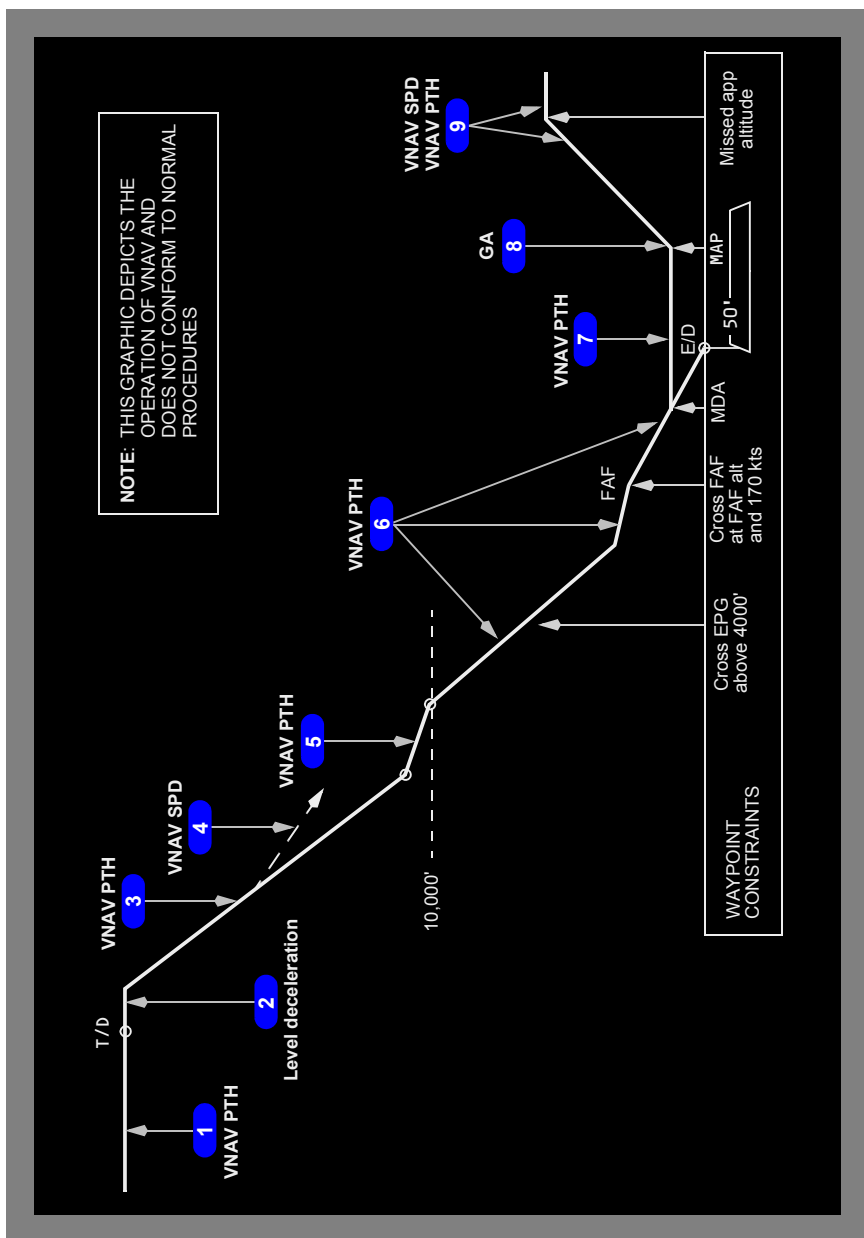 NOTE: THIS GRAPHIC DEPICTS THE
OPERATION OF VNAV AND
DOES NOT CONFORM TO NORMAL
PROCEDURES
T/D
1
VNAV PTH
2
Level deceleration
VNAV PTH
3
VNAV SPD
4
VNAV PTH
5
10,000'
VNAV PTH
6
FAF
VNAV PTH
7
E/D
GA
8
VNAV SPD
VNAV PTH
9
WAYPOINT
CONSTRAINTS
Cross EPG
above 4000'
Cross FAF
at FAF alt
and 170 kts
MDA
50'
MAP
Missed app
altitude